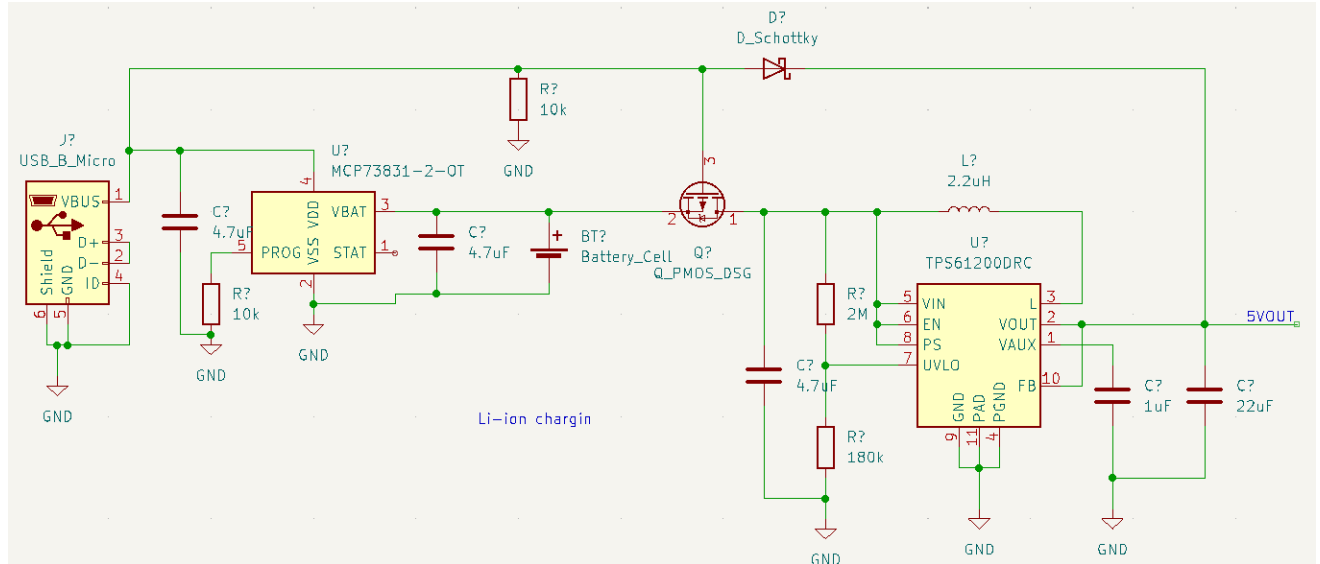 D?
D_Schottky
R?
10k
GND
J?
USB_B_Micro
VBUS
1
D+
3
D-
2
ID
4
Shield
GND
6
5
GND
C?
4.7uF
R?
10k
GND
U?
MCP73831-2-OT
4
VDD
VBAT
3
5
PROG
STAT
1
VSS
2
GND
C?
4.7uF
BT?
Battery_Cell
+
3
2
1
Q?
Q_PMOS_DSG
Li-ion chargin
C?
4.7uF
R?
2M
R?
180k
GND
L?
2.2uH
U?
TPS61200DRC
5
VIN
L
3
6
EN
VOUT
2
8
PS
VAUX
1
7
UVLO
FB
10
GND
PAD
PGND
9
11
4
GND
5VOUT
C?
1uF
C?
22uF
GND